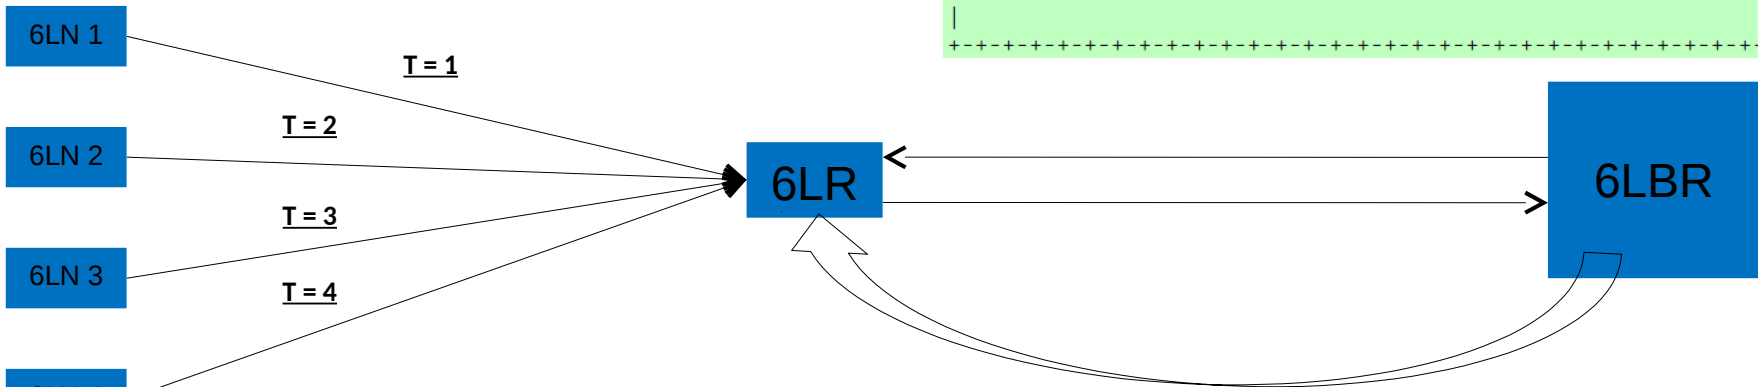 6LN 1
|
+-+-+-+-+-+-+-+-+-+-+-+-+-+-+-+-+-+-+-+-+-+-+-+-+-+-+-+-+-+-
T = 1
T = 2
6LN 2
6LR
6LBR
T = 3
6LN 3
T = 4